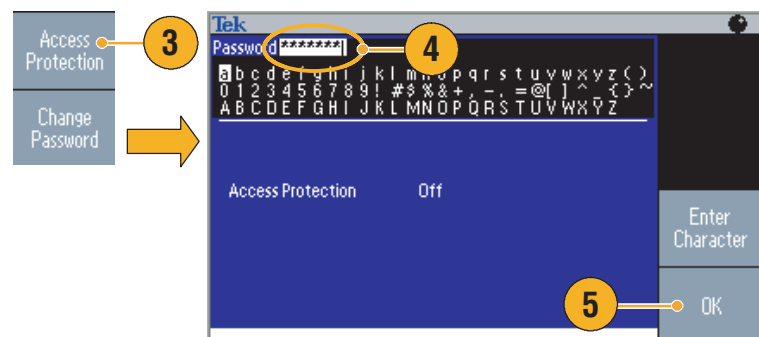 Access
Protection
3
Change
Password
Tek
Password *******
4
a b c d e f g h i j k l m n o p q r s t u v w x y z ( )
0 1 2 3 4 5 6 7 8 9 ! # $ % & + , - . = @ [ ] ^ _ { } ~
A B C D E F G H I J K L M N O P Q R S T U V W X Y Z
Access Protection Off
Enter
Character
5
OK